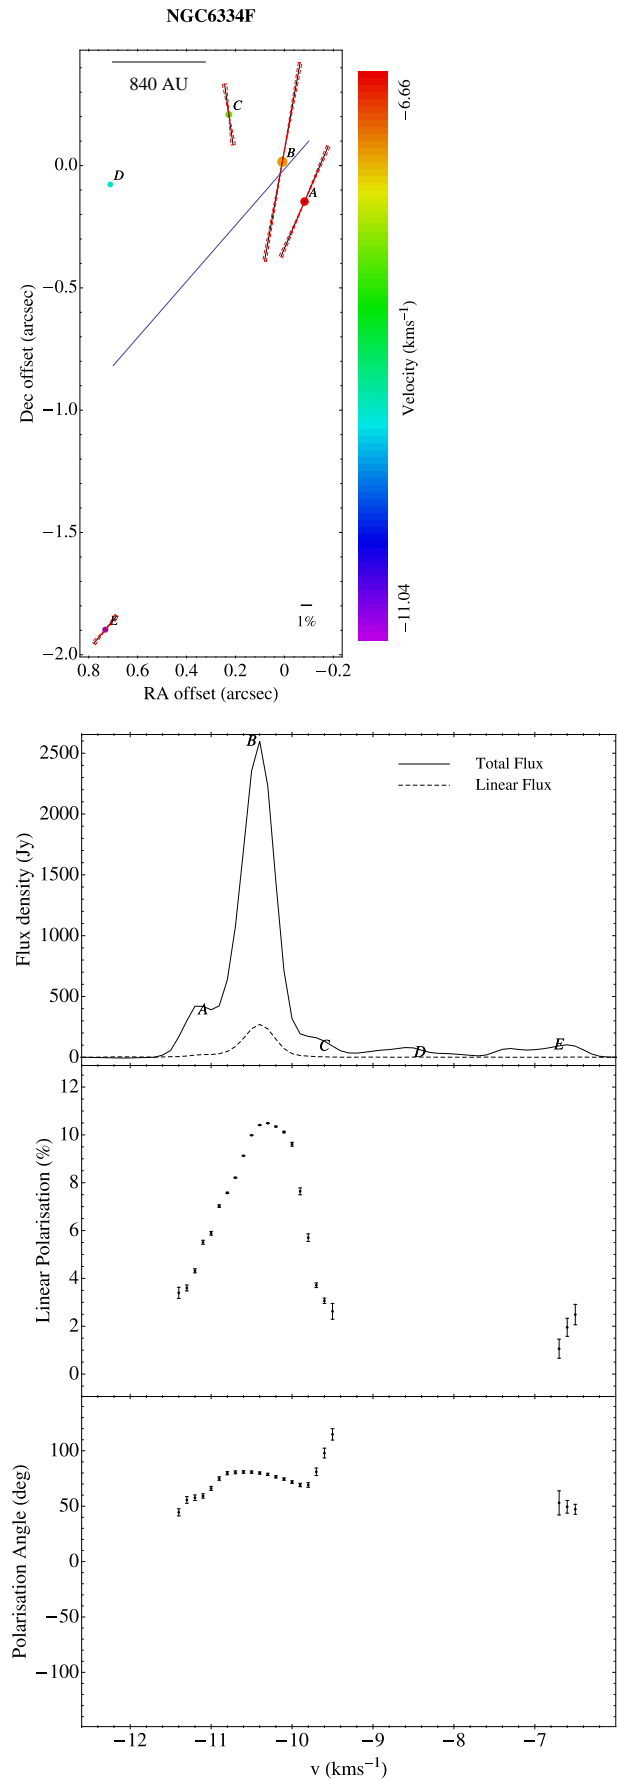 NGC6334F
840 AU
C
B
D
A
0.0
−0.5
−1.0
−1.5
−2.0
E
1%
0.8 0.6 0.4 0.2 0 −0.2
RA offset (arcsec)
Dec offset (arcsec)
−6.66
Velocity (kms⁻¹)
−11.04
B
Total Flux
Linear Flux
2500
2000
1500
1000
500
0
A
C
D
E
Flux density (Jy)
12
10
8
6
4
2
0
Linear Polarisation (%)
100
50
0
−50
−100
Polarisation Angle (deg)
−12 −11 −10 −9 −8 −7
v (kms⁻¹)